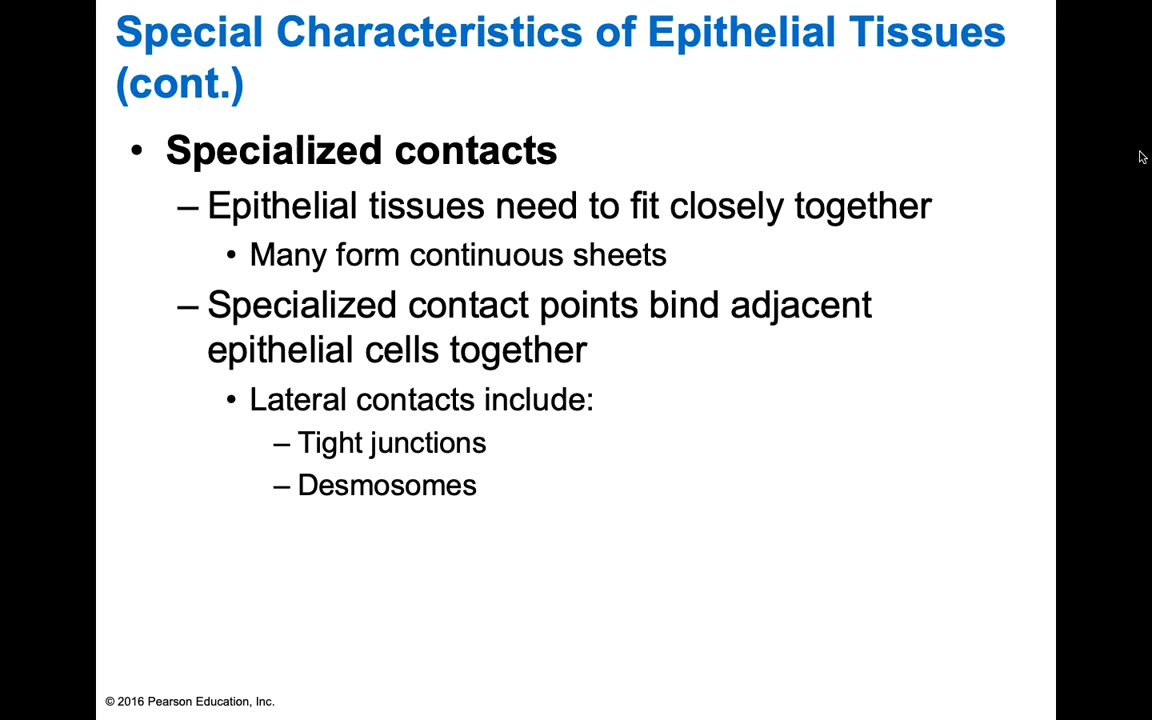 Special Characteristics of Epithelial Tissues
(cont.)
• Specialized contacts
– Epithelial tissues need to fit closely together
• Many form continuous sheets
– Specialized contact points bind adjacent
epithelial cells together
• Lateral contacts include:
– Tight junctions
– Desmosomes
© 2016 Pearson Education, Inc.